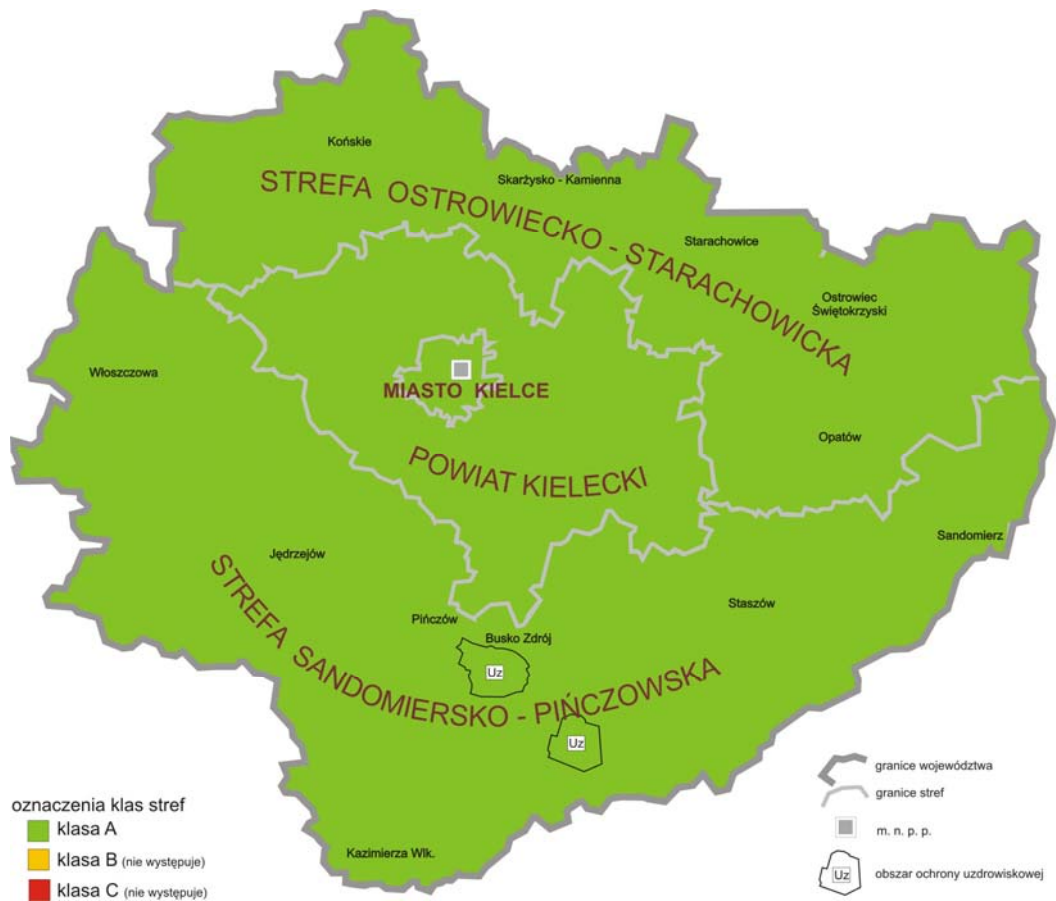 Końskie
Skarżysko - Kamienna
STREFA OSTROWIECKO - STARACHOWICKA
Starachowice
Ostrowiec
Świętokrzyski
Włoszczowa
MIASTO KIELCE
Opatów
POWIAT KIELECKI
Sandomierz
Jędrzejów
Staszów
Pińczów
Busko Zdrój
Uz
STREFA SANDOMIERSKO - PIŃCZOWSKA
Uz
Kazimierza Wlk.
oznaczenia klas stref
klasa A
klasa B (nie występuje)
klasa C (nie występuje)
granice województwa
granice stref
m. n. p. p.
Uz
obszar ochrony uzdrowiskowej